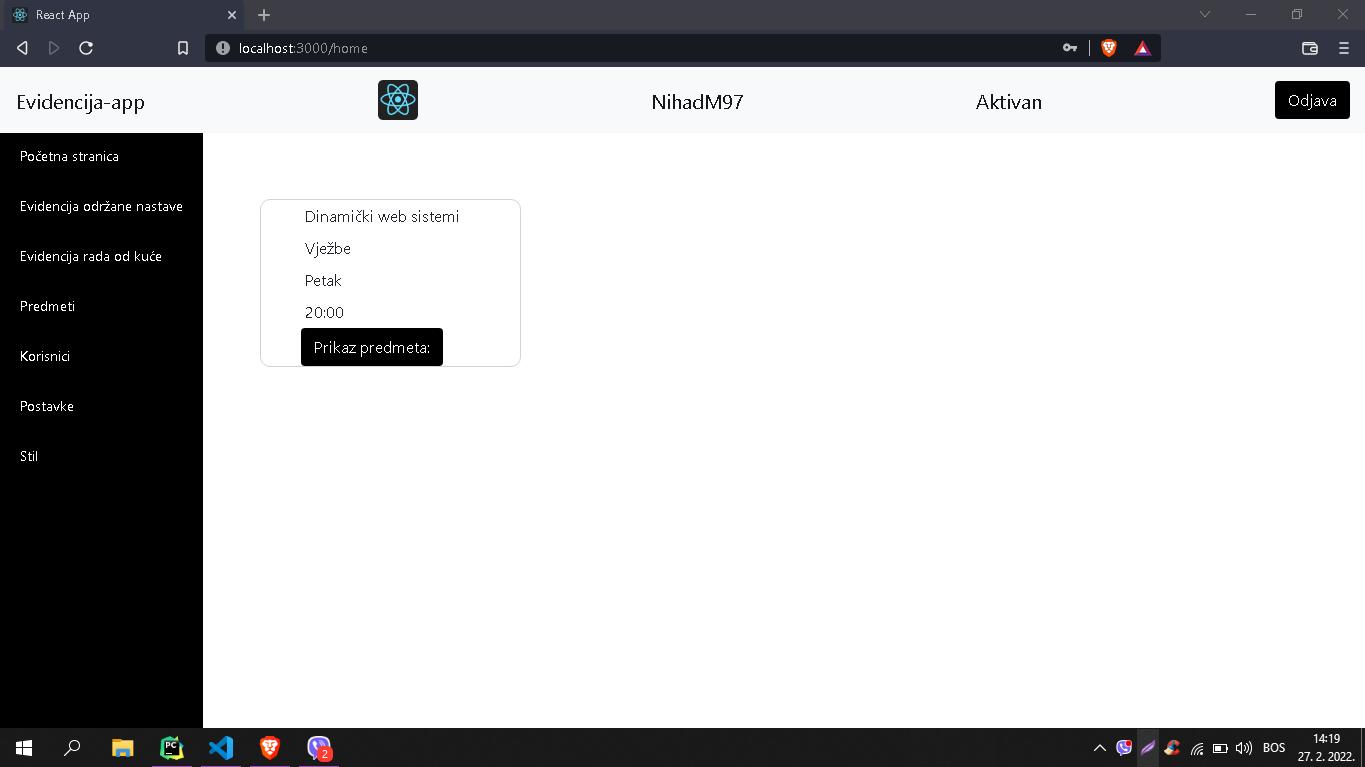 React App
localhost:3000/home
Evidencija-app
NihadM97
Aktivan
Odjava
Početna stranica
Evidencija održane nastave
Evidencija rada od kuće
Predmeti
Korisnici
Postavke
Stil
Dinamički web sistemi
Vježbe
Petak
20:00
Prikaz predmeta:
PC
2
BOS
14:19
27. 2. 2022.